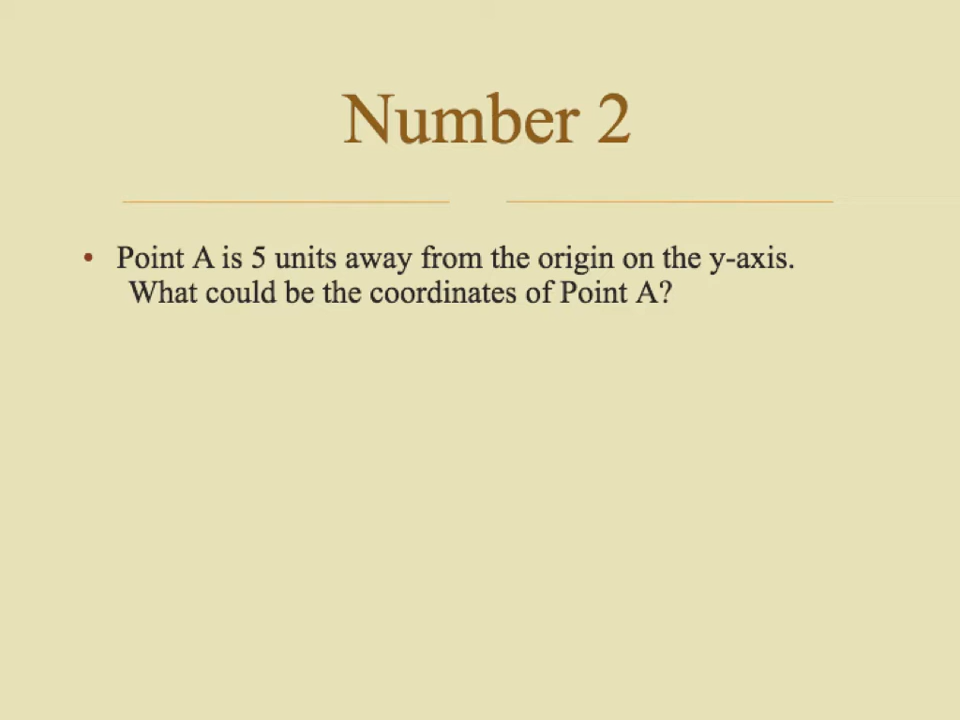 Number 2
• Point A is 5 units away from the origin on the y-axis.
What could be the coordinates of Point A?